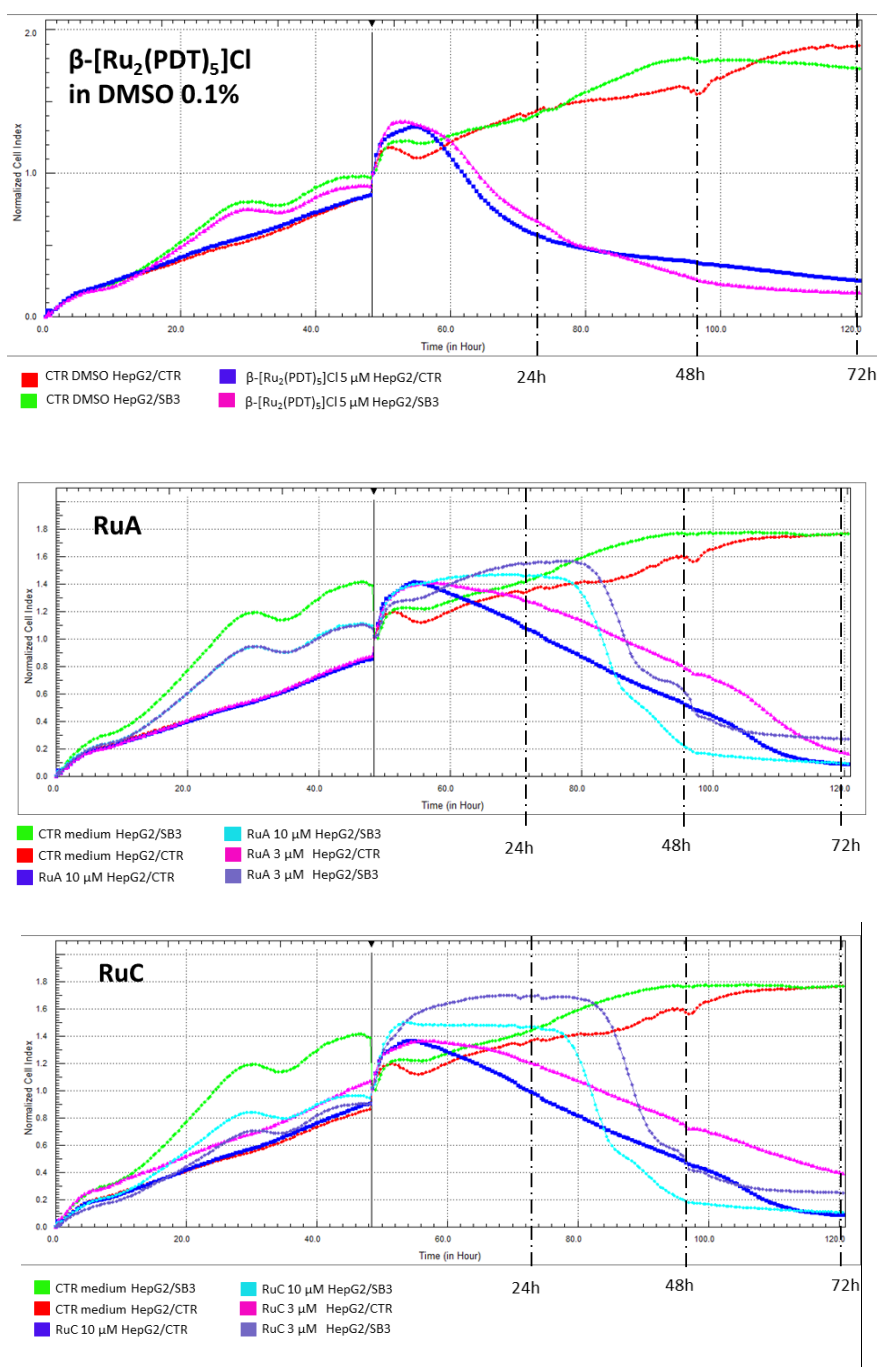 β-[Ru₂(PDT)₅]Cl
in DMSO 0.1%
Normalized Cell Index
2.0
1.0
0.0
0.0 20.0 40.0 60.0 80.0 100.0 120.0
Time (in Hour)
24h 48h 72h
CTR DMSO HepG2/CTR
CTR DMSO HepG2/SB3
β-[Ru₂(PDT)₅]Cl 5 µM HepG2/CTR
β-[Ru₂(PDT)₅]Cl 5 µM HepG2/SB3
RuA
Normalized Cell Index
1.8
1.6
1.4
1.2
1.0
0.8
0.6
0.4
0.2
0.0
0.0 20.0 40.0 60.0 80.0 100.0 120.0
Time (in Hour)
24h 48h 72h
CTR medium HepG2/SB3
CTR medium HepG2/CTR
RuA 10 µM HepG2/CTR
RuA 10 µM HepG2/SB3
RuA 3 µM HepG2/CTR
RuA 3 µM HepG2/SB3
RuC
Normalized Cell Index
1.8
1.6
1.4
1.2
1.0
0.8
0.6
0.4
0.2
0.0
0.0 20.0 40.0 60.0 80.0 100.0 120.0
Time (in Hour)
24h 48h 72h
CTR medium HepG2/SB3
CTR medium HepG2/CTR
RuC 10 µM HepG2/CTR
RuC 10 µM HepG2/SB3
RuC 3 µM HepG2/CTR
RuC 3 µM HepG2/SB3